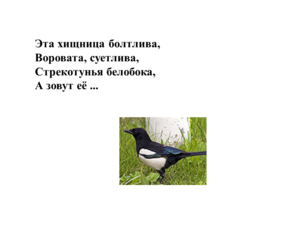 Эта хищница болтлива,
Воровата, суетлива,
Стрекотунья белобока,
А зовут её ...